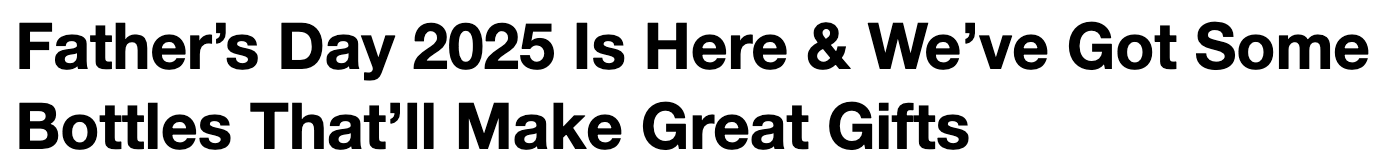 Father’s Day 2025 Is Here & We’ve Got Some
Bottles That’ll Make Great Gifts